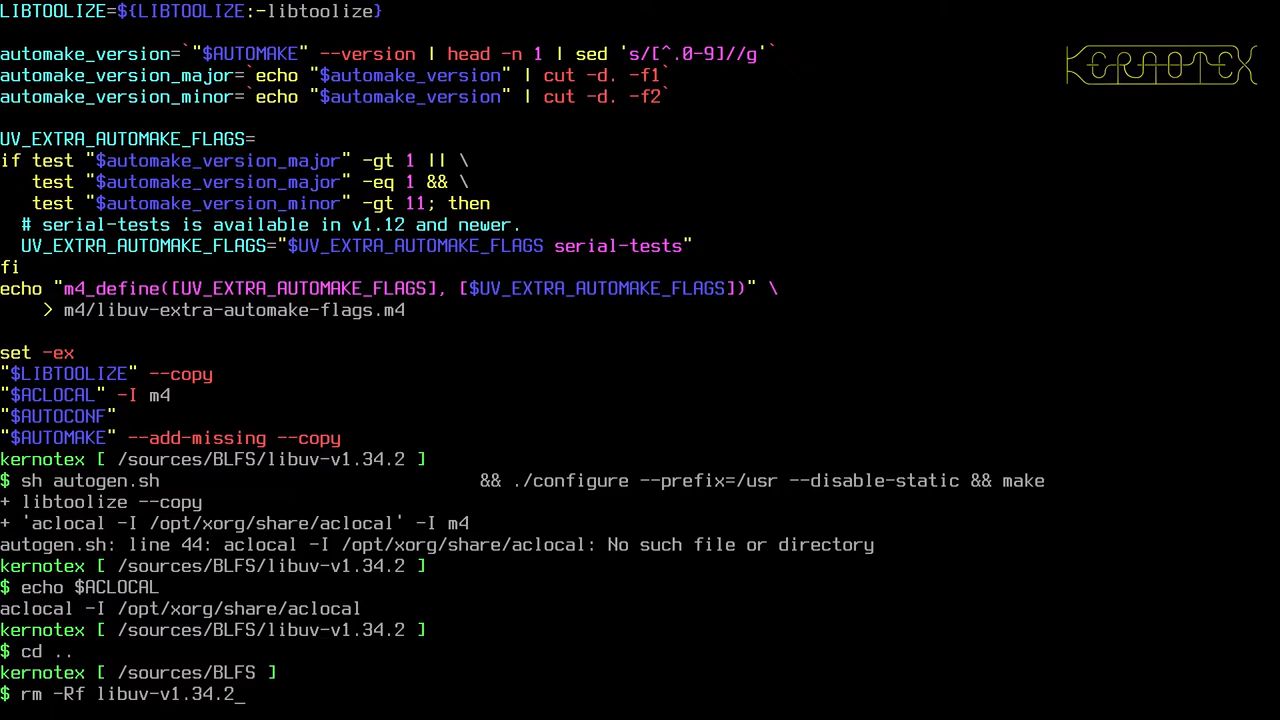 LIBTOOLIZE=${LIBTOOLIZE:-libtoolize}
KERNOTEX
automake_version=`"$AUTOMAKE" --version | head -n 1 | sed 's/[^.0-9]//g'`
automake_version_major=`echo "$automake_version" | cut -d. -f1`
automake_version_minor=`echo "$automake_version" | cut -d. -f2`
UV_EXTRA_AUTOMAKE_FLAGS=
if test "$automake_version_major" -gt 1 || \
   test "$automake_version_major" -eq 1 && \
   test "$automake_version_minor" -gt 11; then
  # serial-tests is available in v1.12 and newer.
  UV_EXTRA_AUTOMAKE_FLAGS="$UV_EXTRA_AUTOMAKE_FLAGS serial-tests"
fi
echo "m4_define([UV_EXTRA_AUTOMAKE_FLAGS], [$UV_EXTRA_AUTOMAKE_FLAGS])" \
    > m4/libuv-extra-automake-flags.m4
set -ex
"$LIBTOOLIZE" --copy
"$ACLOCAL" -I m4
"$AUTOCONF"
"$AUTOMAKE" --add-missing --copy
kernotex [ /sources/BLFS/libuv-v1.34.2 ]
$ sh autogen.sh                              && ./configure --prefix=/usr --disable-static && make
+ libtoolize --copy
+ 'aclocal -I /opt/xorg/share/aclocal' -I m4
autogen.sh: line 44: aclocal -I /opt/xorg/share/aclocal: No such file or directory
kernotex [ /sources/BLFS/libuv-v1.34.2 ]
$ echo $ACLOCAL
aclocal -I /opt/xorg/share/aclocal
kernotex [ /sources/BLFS/libuv-v1.34.2 ]
$ cd ..
kernotex [ /sources/BLFS ]
$ rm -Rf libuv-v1.34.2_